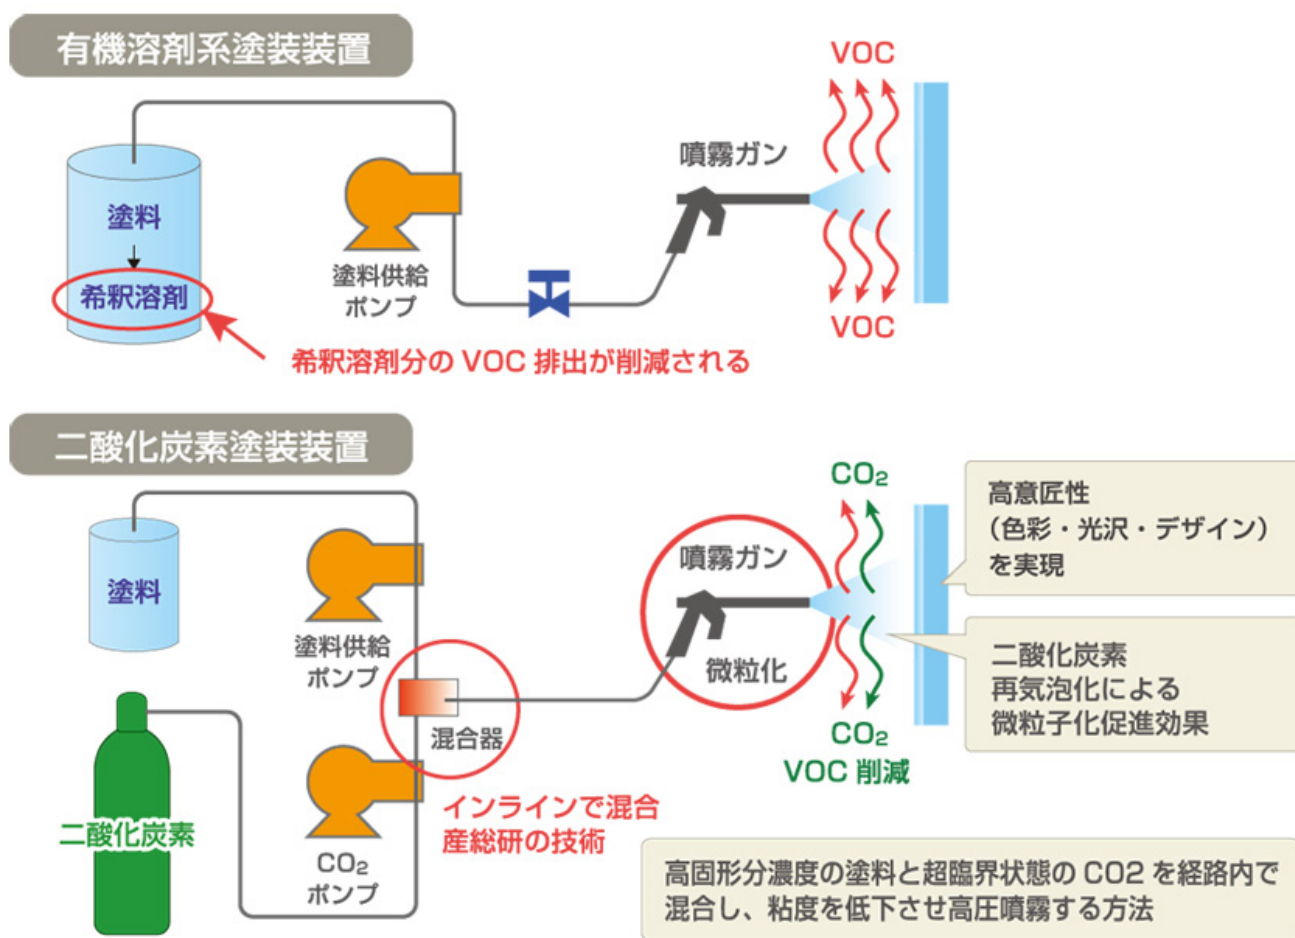 有機溶剤系塗装装置
VOC
噴霧ガン
塗料
希釈溶剤
塗料供給
ポンプ
VOC
希釈溶剤分の VOC 排出が削減される
二酸化炭素塗装装置
CO₂
高意匠性
（色彩・光沢・デザイン）
を実現
噴霧ガン
塗料
塗料供給
ポンプ
微粒化
二酸化炭素
再気泡化による
微粒子化促進効果
混合器
CO₂
VOC 削減
インラインで混合
産総研の技術
二酸化炭素
CO₂
ポンプ
高固形分濃度の塗料と超臨界状態の CO2 を経路内で
混合し、粘度を低下させ高圧噴霧する方法